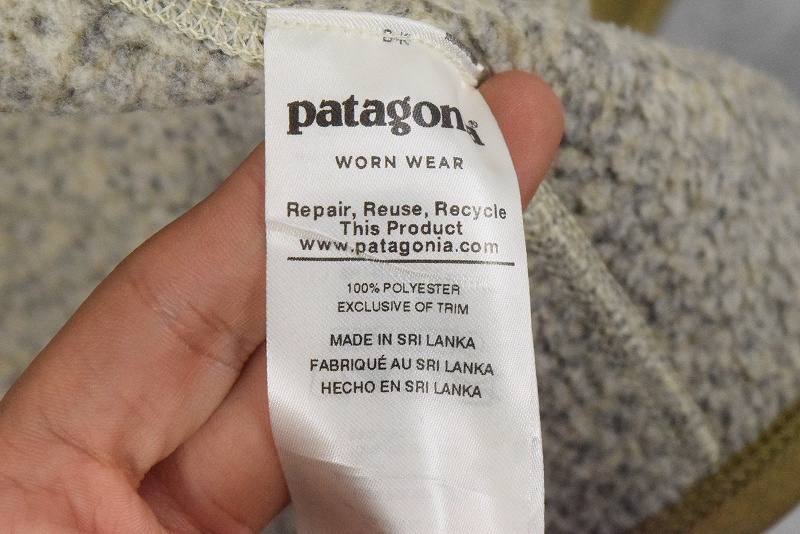 patagonia
WORN WEAR
Repair, Reuse, Recycle
This Product
www.patagonia.com
100% POLYESTER
EXCLUSIVE OF TRIM
MADE IN SRI LANKA
FABRIQUÉ AU SRI LANKA
HECHO EN SRI LANKA